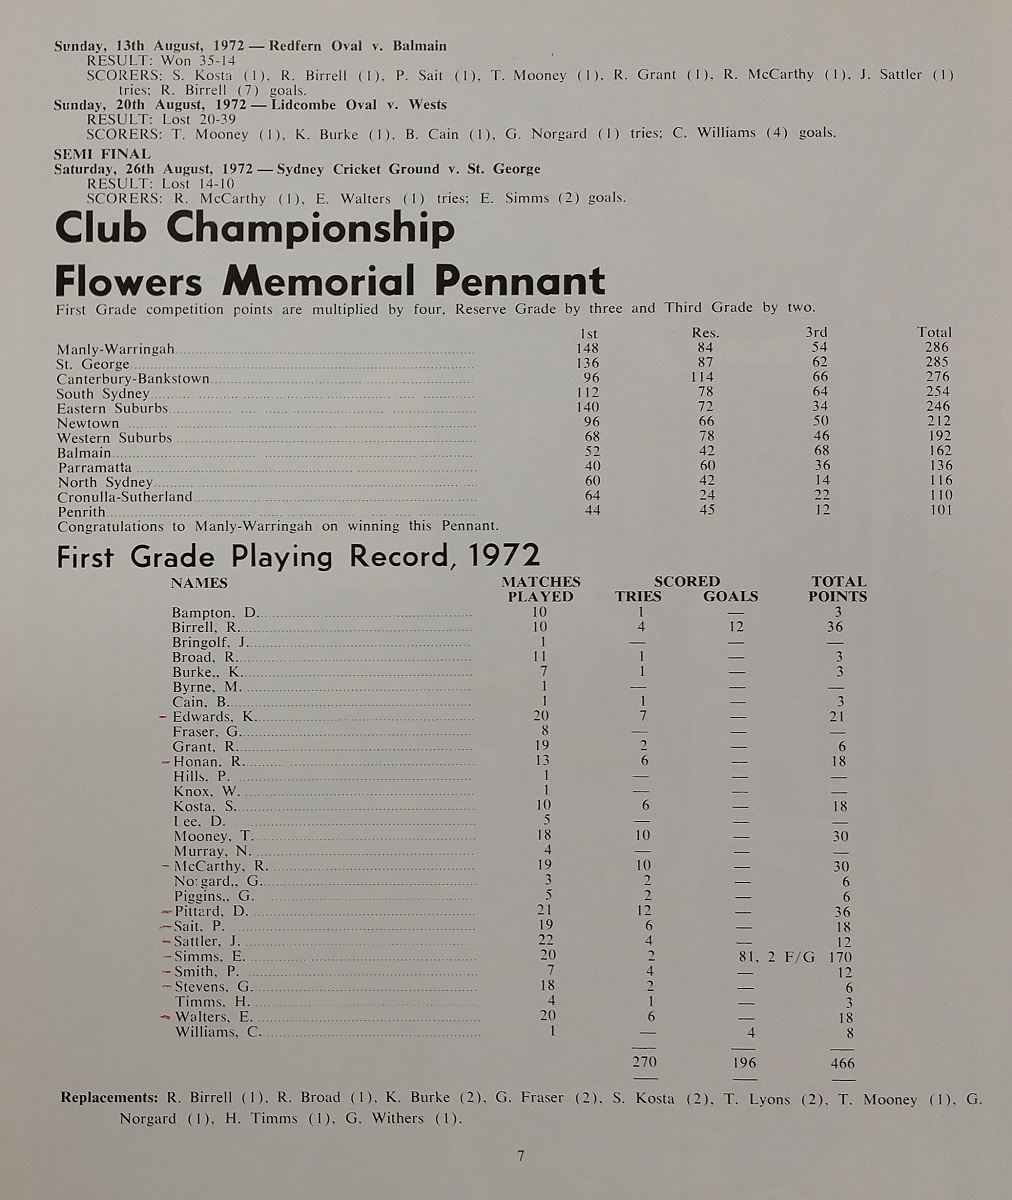 Sunday, 13th August, 1972 — Redfern Oval v. Balmain
RESULT: Won 35-14
SCORERS: S. Kosta (1), R. Birrell (1), P. Sait (1), T. Mooney (1), R. Grant (1), R. McCarthy (1), J. Sattler (1)
tries; R. Birrell (7) goals.
Sunday, 20th August, 1972 — Lidcombe Oval v. Wests
RESULT: Lost 20-39
SCORERS: T. Mooney (1), K. Burke (1), B. Cain (1), G. Norgard (1) tries; C. Williams (4) goals.
SEMI FINAL
Saturday, 26th August, 1972 — Sydney Cricket Ground v. St. George
RESULT: Lost 14-10
SCORERS: R. McCarthy (1), E. Walters (1) tries; E. Simms (2) goals.
Club Championship
Flowers Memorial Pennant
First Grade competition points are multiplied by four, Reserve Grade by three and Third Grade by two.
1st Res. 3rd Total
Manly-Warringah 148 84 54 286
St. George 136 87 62 285
Canterbury-Bankstown 96 114 66 276
South Sydney 112 78 64 254
Eastern Suburbs 140 72 34 246
Newtown 96 66 50 212
Western Suburbs 68 78 46 192
Balmain 52 42 68 162
Parramatta 40 60 36 136
North Sydney 60 42 14 116
Cronulla-Sutherland 64 24 22 110
Penrith 44 45 12 101
Congratulations to Manly-Warringah on winning this Pennant.
First Grade Playing Record, 1972
NAMES MATCHES SCORED TOTAL
PLAYED TRIES GOALS POINTS
Bampton, D. 10 1 — 3
Birrell, R. 10 4 12 36
Bringolf, J. 1 — — —
Broad, R. 11 1 — 3
Burke,, K. 7 1 — 3
Byrne, M. 1 — — —
Cain, B. 1 1 — 3
- Edwards, K. 20 7 — 21
Fraser, G. 8 — — —
Grant, R. 19 2 — 6
- Honan, R. 13 6 — 18
Hills, P. 1 — — —
Knox, W. 1 — — —
Kosta, S. 10 6 — 18
Lee, D. 5 — — —
Mooney, T. 18 10 — 30
Murray, N. 4 — — —
- McCarthy, R. 19 10 — 30
Norgard,, G. 3 2 — 6
Piggins,, G. 5 2 — 6
- Pittard, D. 21 12 — 36
- Sait, P. 19 6 — 18
- Sattler, J. 22 4 — 12
- Simms, E. 20 2 81, 2 F/G 170
- Smith, P. 7 4 — 12
- Stevens, G. 18 2 — 6
Timms, H. 4 1 — 3
- Walters, E. 20 6 — 18
Williams, C. 1 — 4 8
270 196 466
Replacements: R. Birrell (1), R. Broad (1), K. Burke (2), G. Fraser (2), S. Kosta (2), T. Lyons (2), T. Mooney (1), G.
Norgard (1), H. Timms (1), G. Withers (1).
7